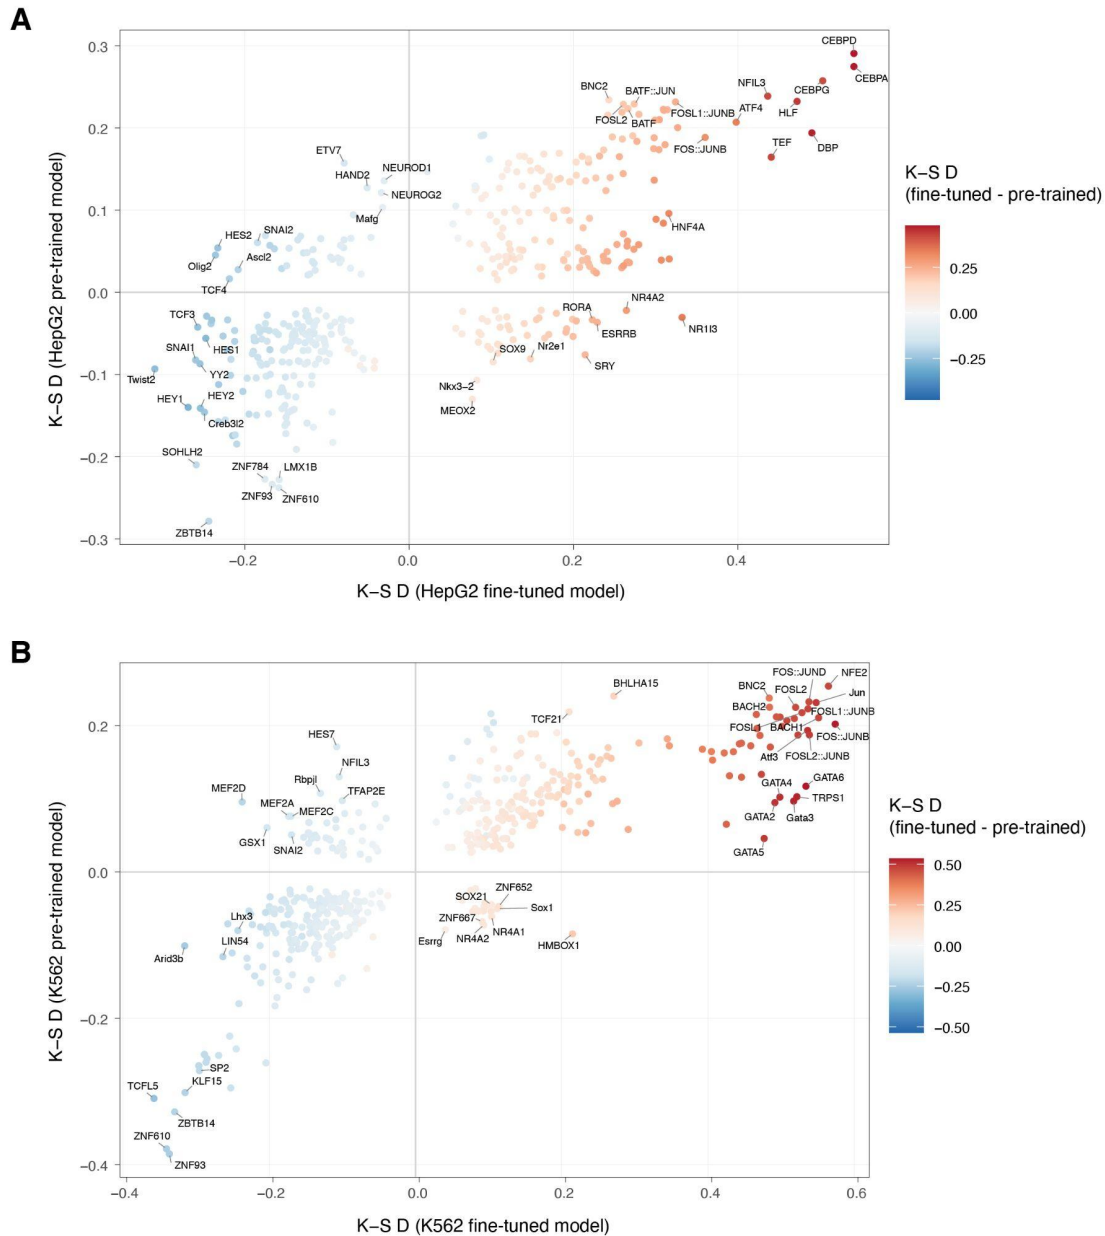 A
K−S D (HepG2 pre-trained model)
0.3
0.2
0.1
0.0
−0.1
−0.2
−0.3
CEBPD
CEBPA
CEBPG
NFIL3
HLF
ATF4
DBP
TEF
BNC2
BATF::JUN
FOSL1::JUNB
FOSL2
BATF
FOS::JUNB
ETV7
NEUROD1
HAND2
NEUROG2
Mafg
HES2
SNAI2
Olig2
Ascl2
TCF4
HNF4A
TCF3
SNAI1
HES1
Twist2
YY2
HEY1
HEY2
Creb3l2
SOHLH2
ZNF784
LMX1B
ZNF93
ZNF610
ZBTB14
RORA
NR4A2
ESRRB
NR1I3
SOX9
Nr2e1
SRY
Nkx3−2
MEOX2
−0.2
0.0
0.2
0.4
K−S D (HepG2 fine-tuned model)
K−S D
(fine-tuned - pre-trained)
0.25
0.00
−0.25
B
K−S D (K562 pre-trained model)
0.2
0.0
−0.2
−0.4
BHLHA15
TCF21
FOS::JUND
NFE2
BNC2
FOSL2
Jun
BACH2
FOSL1::JUNB
FOSL1
BACH1
FOS::JUNB
Atf3
FOSL2::JUNB
GATA4
GATA6
TRPS1
GATA2
Gata3
GATA5
HES7
NFIL3
Rbpjl
TFAP2E
MEF2D
MEF2A
MEF2C
GSX1
SNAI2
ZNF652
SOX21
Sox1
ZNF667
NR4A1
Esrrg
NR4A2
HMBOX1
Lhx3
LIN54
Arid3b
SP2
KLF15
TCFL5
ZBTB14
ZNF610
ZNF93
−0.4
−0.2
0.0
0.2
0.4
0.6
K−S D (K562 fine-tuned model)
K−S D
(fine-tuned - pre-trained)
0.50
0.25
0.00
−0.25
−0.50